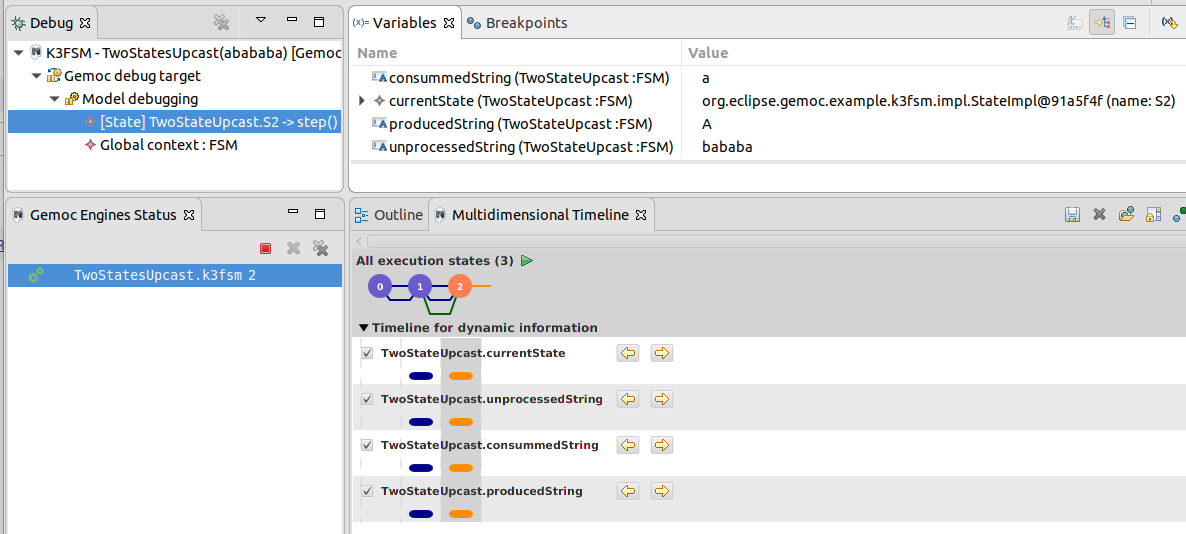 Debug
K3FSM - TwoStatesUpcast(abababa) [Gemoc
Gemoc debug target
Model debugging
[State] TwoStateUpcast.S2 -> step()
Global context : FSM
(x)= Variables
Breakpoints
Name Value
consummedString (TwoStateUpcast :FSM) a
currentState (TwoStateUpcast :FSM) org.eclipse.gemoc.example.k3fsm.impl.StateImpl@91a5f4f (name: S2)
producedString (TwoStateUpcast :FSM) A
unprocessedString (TwoStateUpcast :FSM) bababa
Gemoc Engines Status
TwoStatesUpcast.k3fsm 2
Outline
Multidimensional Timeline
All execution states (3)
0 1 2
Timeline for dynamic information
TwoStateUpcast.currentState
TwoStateUpcast.unprocessedString
TwoStateUpcast.consummedString
TwoStateUpcast.producedString